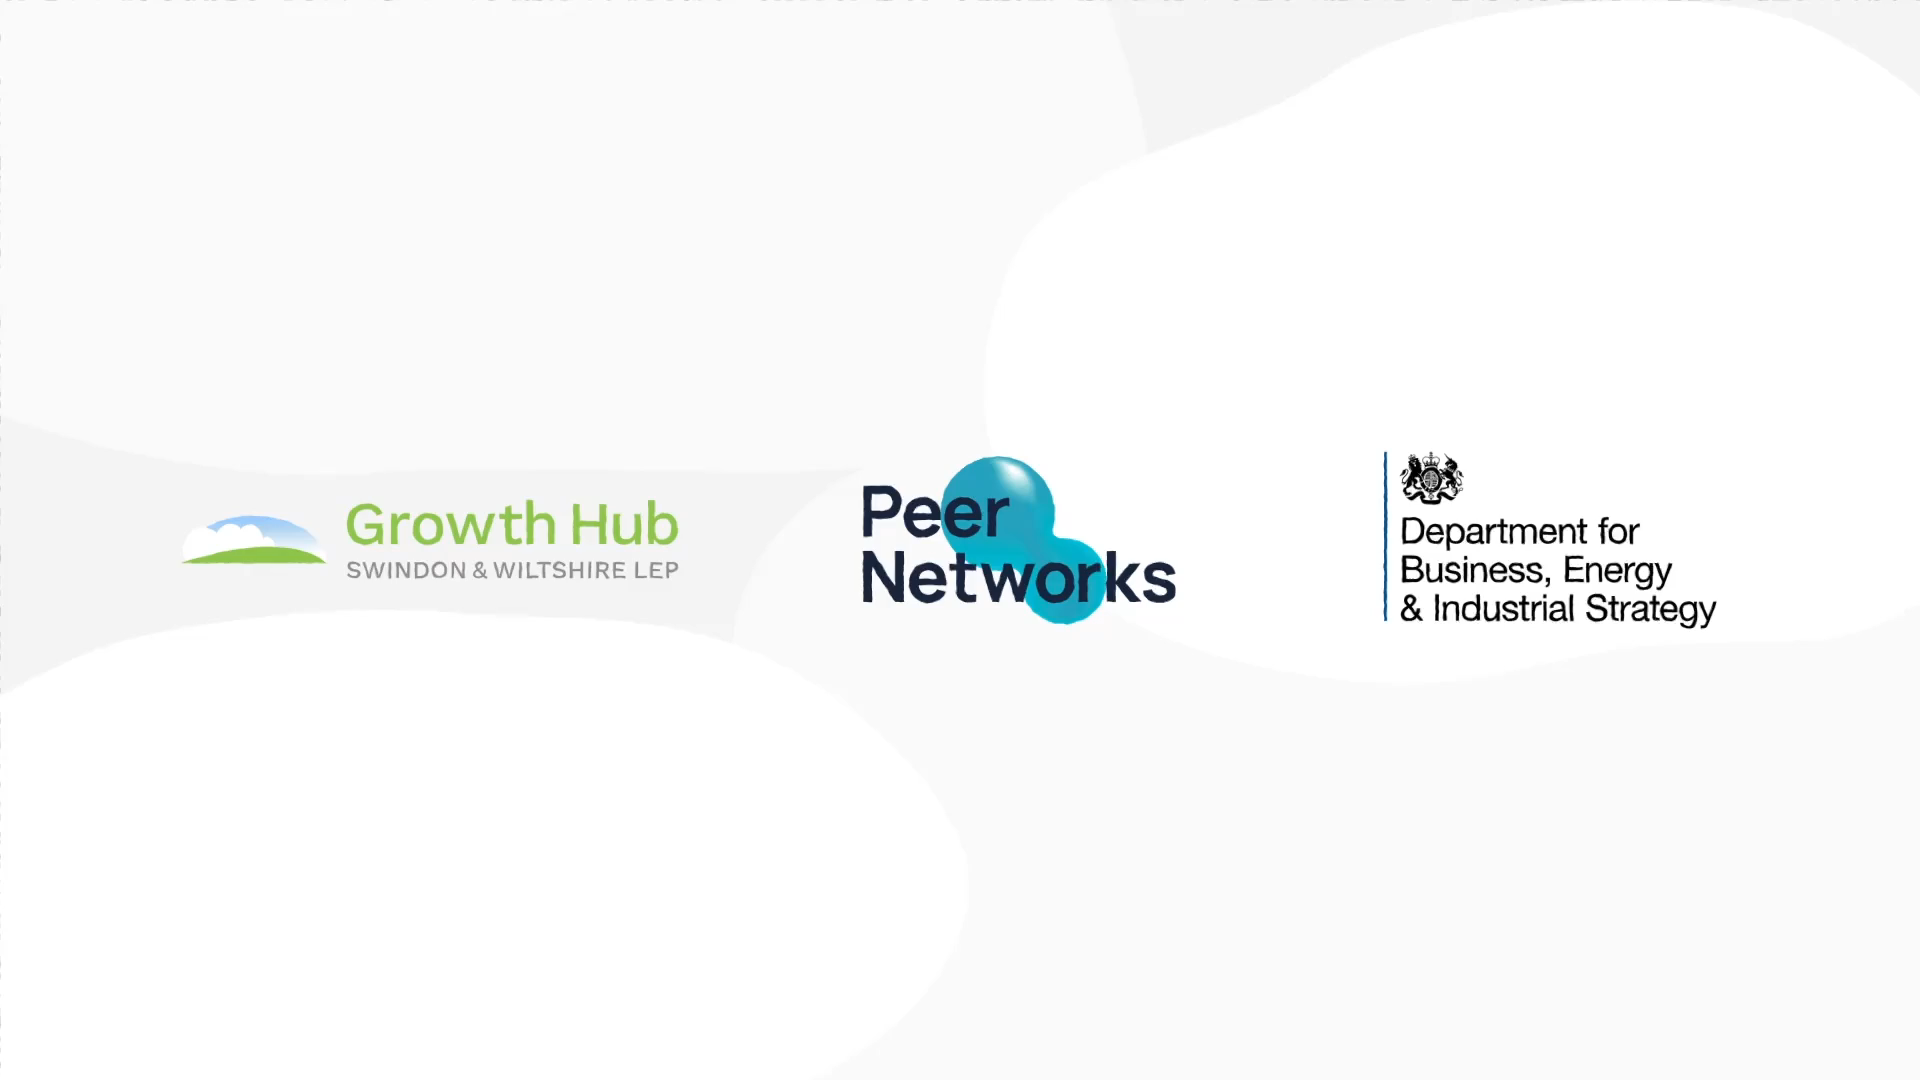 Growth Hub
SWINDON & WILTSHIRE LEP
Peer
Networks
Department for
Business, Energy
& Industrial Strategy